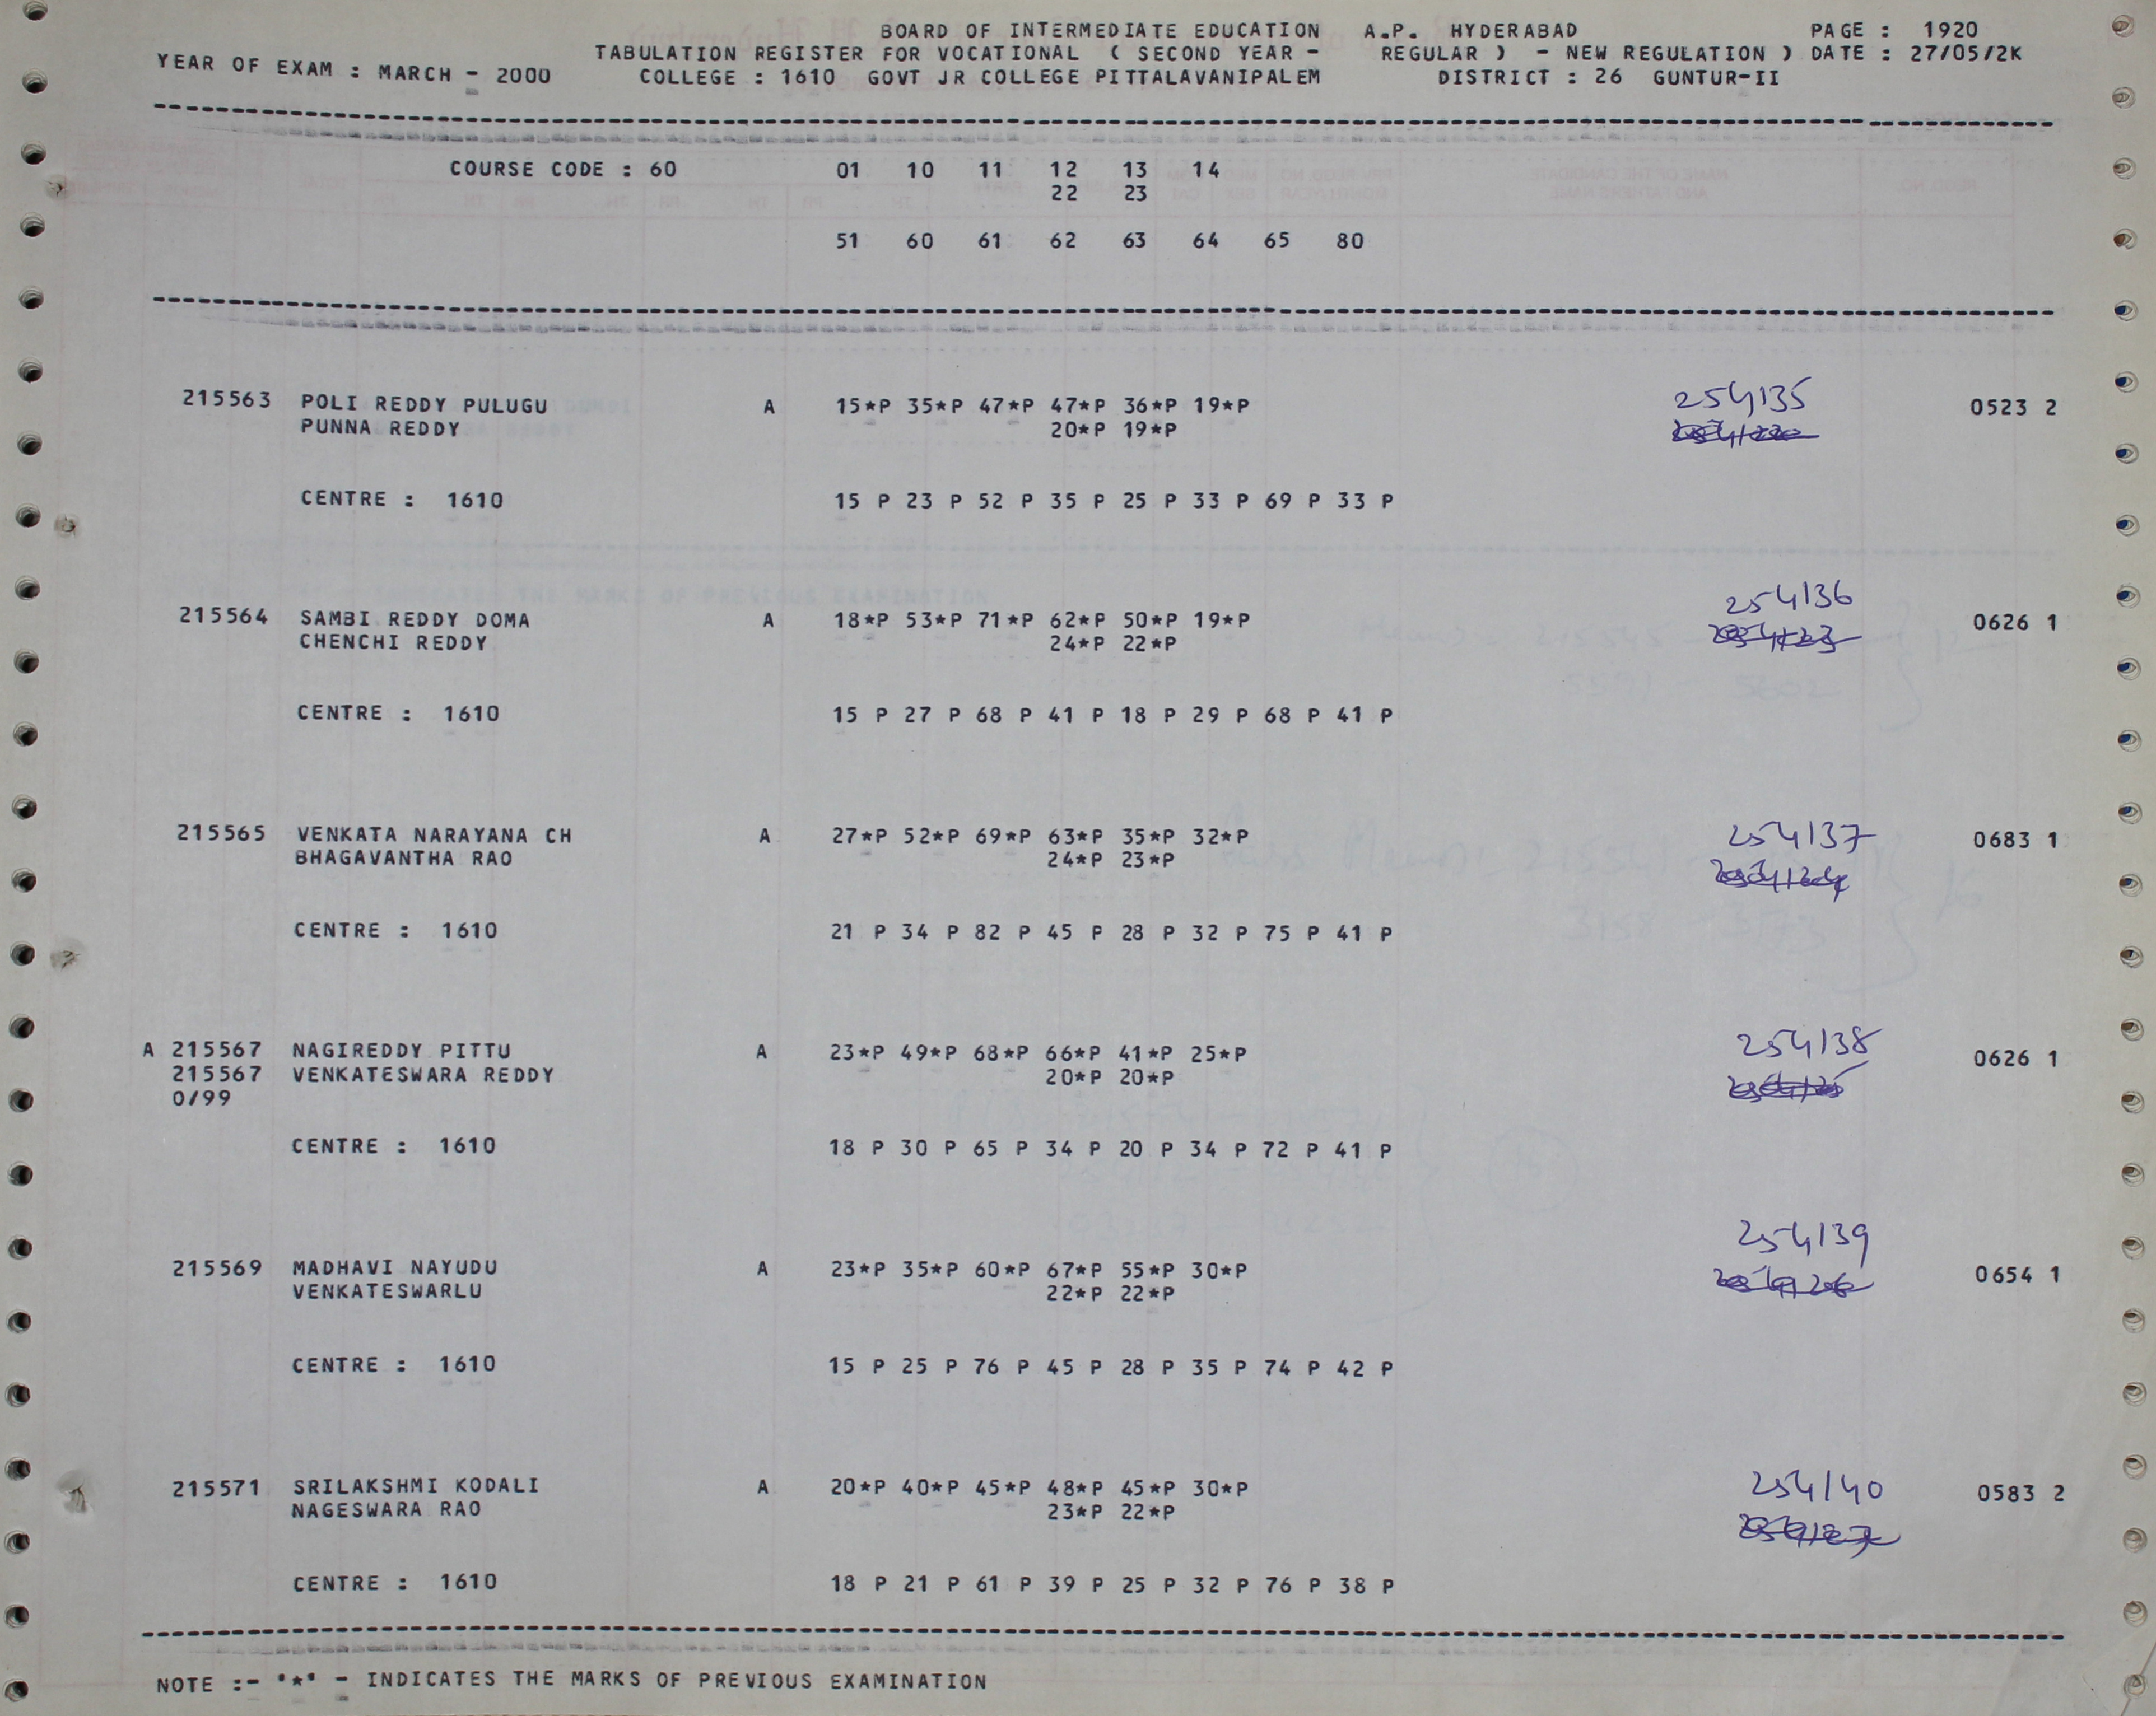 BOARD OF INTERMEDIATE EDUCATION A.P. HYDERABAD PAGE : 1920
TABULATION REGISTER FOR VOCATIONAL ( SECOND YEAR - REGULAR ) - NEW REGULATION ) DATE : 27/05/2K
YEAR OF EXAM : MARCH - 2000 COLLEGE : 1610 GOVT JR COLLEGE PITTALAVANIPALEM DISTRICT : 26 GUNTUR-II
COURSE CODE : 60 01 10 11 12 13 14
22 23
51 60 61 62 63 64 65 80
215563 POLI REDDY PULUGU A 15*P 35*P 47*P 47*P 36*P 19*P 254135 0523 2
PUNNA REDDY 20*P 19*P
CENTRE : 1610 15 P 23 P 52 P 35 P 25 P 33 P 69 P 33 P
215564 SAMBI REDDY DOMA A 18*P 53*P 71*P 62*P 50*P 19*P 254136 0626 1
CHENCHI REDDY 24*P 22*P
CENTRE : 1610 15 P 27 P 68 P 41 P 18 P 29 P 68 P 41 P
215565 VENKATA NARAYANA CH A 27*P 52*P 69*P 63*P 35*P 32*P 254137 0683 1
BHAGAVANTHA RAO 24*P 23*P
CENTRE : 1610 21 P 34 P 82 P 45 P 28 P 32 P 75 P 41 P
A 215567 NAGIREDDY PITTU A 23*P 49*P 68*P 66*P 41*P 25*P 254138 0626 1
215567 VENKATESWARA REDDY 20*P 20*P
0/99
CENTRE : 1610 18 P 30 P 65 P 34 P 20 P 34 P 72 P 41 P
215569 MADHAVI NAYUDU A 23*P 35*P 60*P 67*P 55*P 30*P 254139 0654 1
VENKATESWARLU 22*P 22*P
CENTRE : 1610 15 P 25 P 76 P 45 P 28 P 35 P 74 P 42 P
215571 SRILAKSHMI KODALI A 20*P 40*P 45*P 48*P 45*P 30*P 254140 0583 2
NAGESWARA RAO 23*P 22*P
CENTRE : 1610 18 P 21 P 61 P 39 P 25 P 32 P 76 P 38 P
NOTE :- '*' - INDICATES THE MARKS OF PREVIOUS EXAMINATION